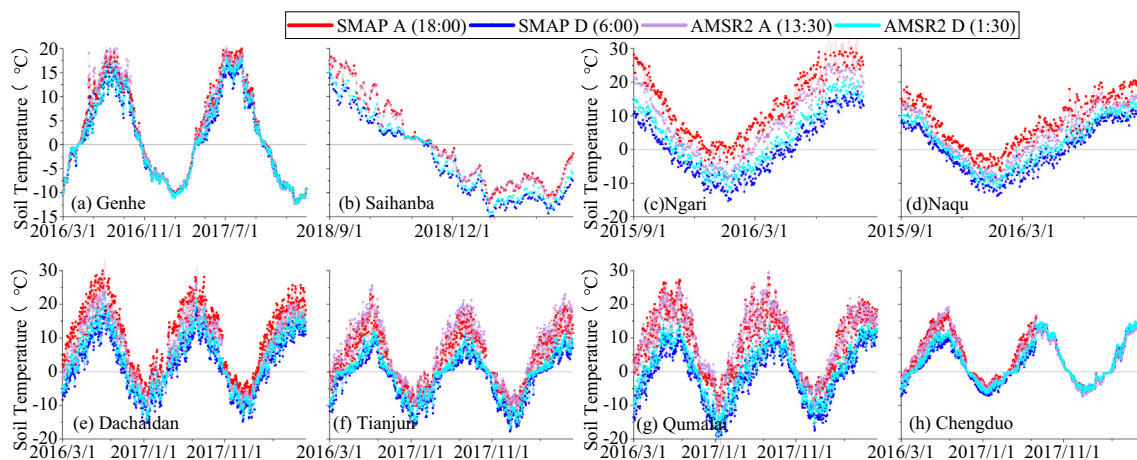 SMAP A (18:00) SMAP D (6:00) AMSR2 A (13:30) AMSR2 D (1:30)
Soil Temperature ( ℃)
20
15
10
5
0
-5
-10
-15
(a) Genhe
2016/3/1 2016/11/1 2017/7/1
(b) Saihanba
2018/9/1 2018/12/1
Soil Temperature ( ℃)
30
20
10
0
-10
-20
(c)Ngari
2015/9/1 2016/3/1
(d)Naqu
2015/9/1 2016/3/1
Soil Temperature ( ℃)
30
20
10
0
-10
-20
(e) Dachaidan
2016/3/1 2017/1/1 2017/11/1
(f) Tianjun
2016/3/1 2017/1/1 2017/11/1
Soil Temperature ( ℃)
30
20
10
0
-10
-20
(g) Qumalai
2016/3/1 2017/1/1 2017/11/1
(h) Chengduo
2016/3/1 2017/1/1 2017/11/1